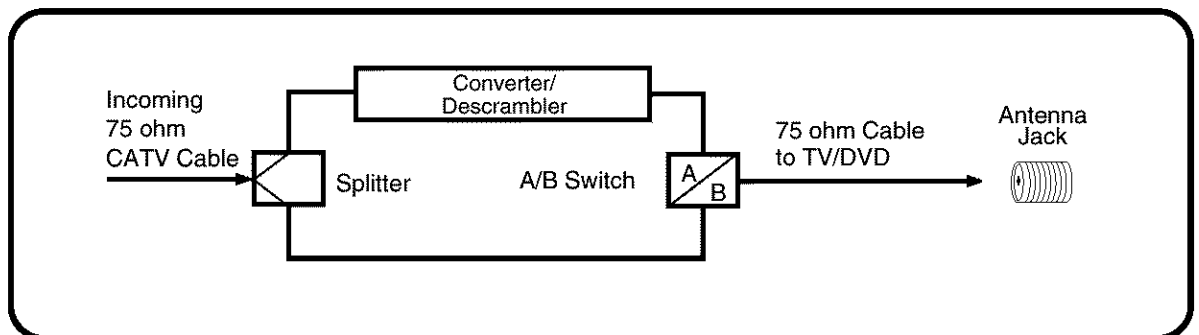 Incoming
75 ohm
CATV Cable
Splitter
Converter/
Descrambler
A/B Switch
A
B
75 ohm Cable
to TV/DVD
Antenna
Jack